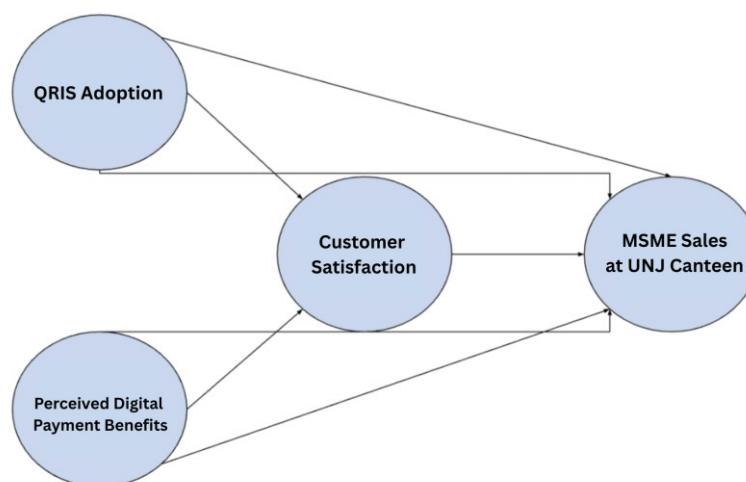 QRIS Adoption
Customer
Satisfaction
MSME Sales
at UNJ Canteen
Perceived Digital
Payment Benefits